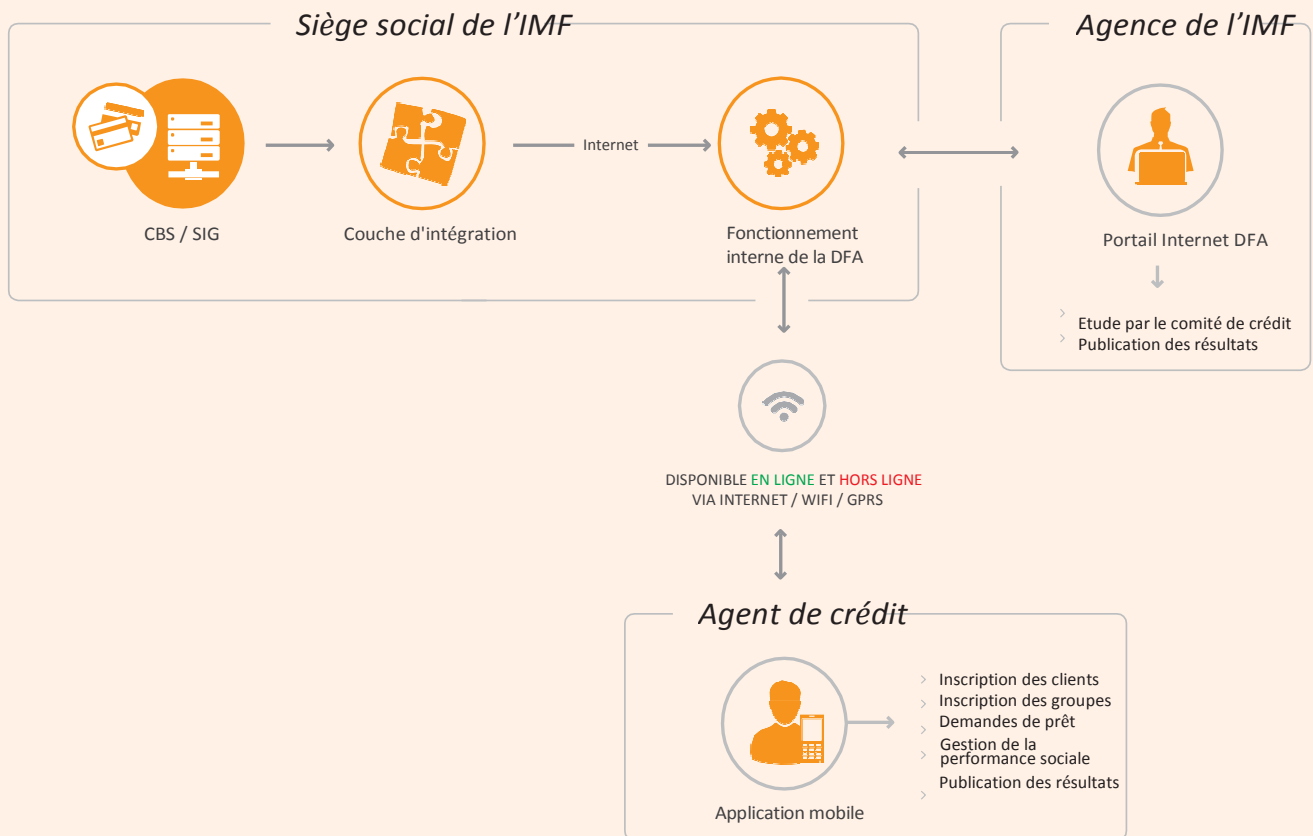 Siège social de l’IMF
CBS / SIG
Couche d'intégration
Internet
Fonctionnement
interne de la DFA
Agence de l’IMF
Portail Internet DFA
Etude par le comité de crédit
Publication des résultats
DISPONIBLE EN LIGNE ET HORS LIGNE
VIA INTERNET / WIFI / GPRS
Agent de crédit
Application mobile
Inscription des clients
Inscription des groupes
Demandes de prêt
Gestion de la
performance sociale
Publication des résultats